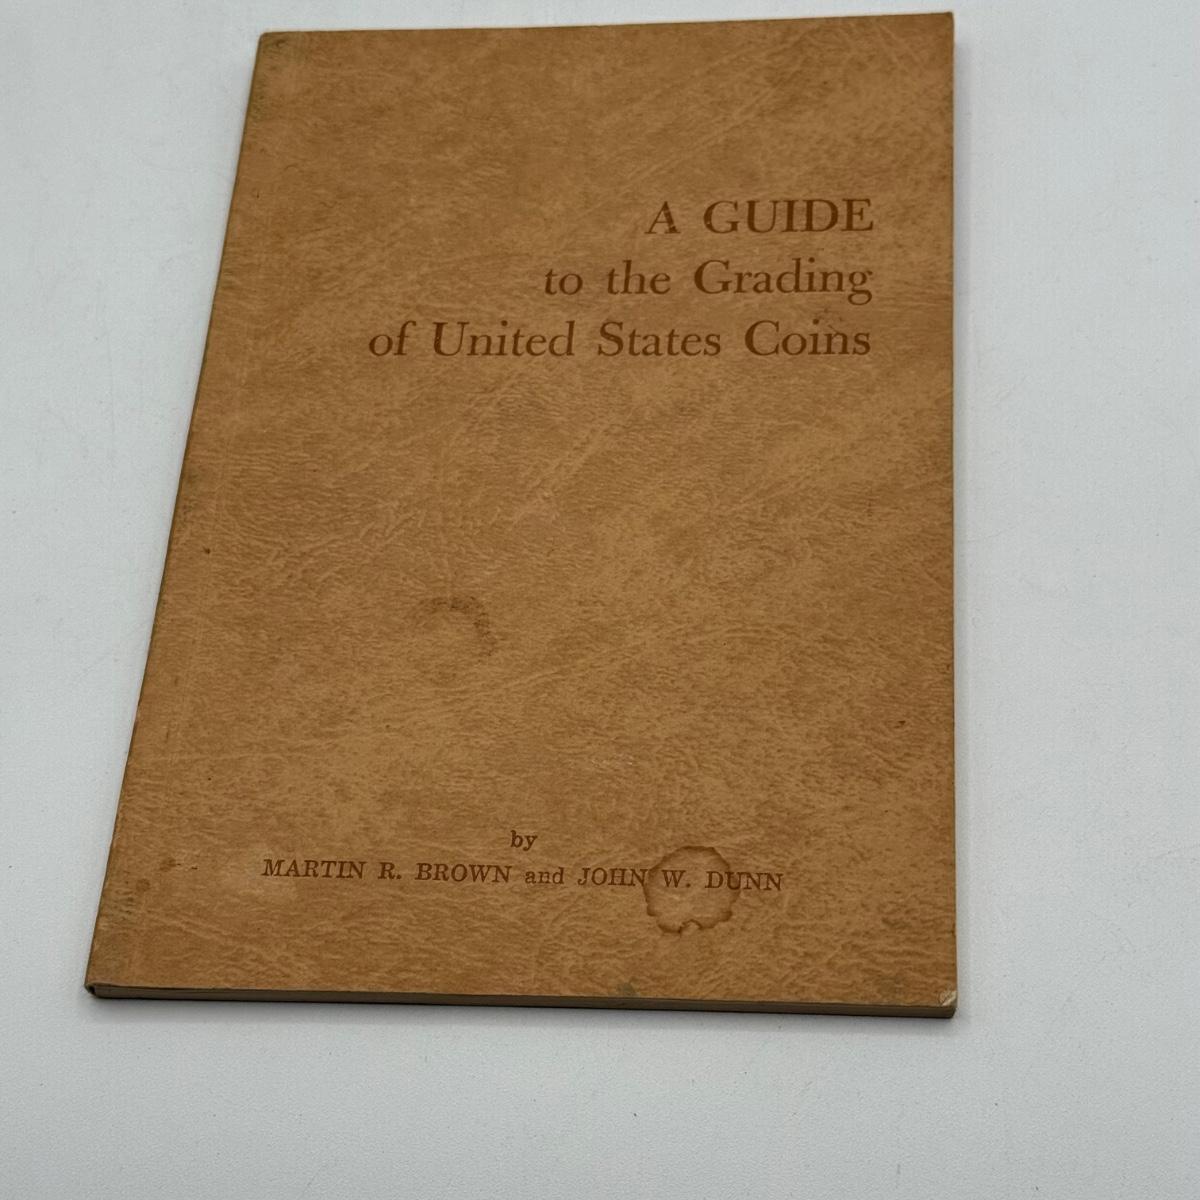 A GUIDE
to the Grading
of United States Coins
by
MARTIN R. BROWN and JOHN W. DUNN